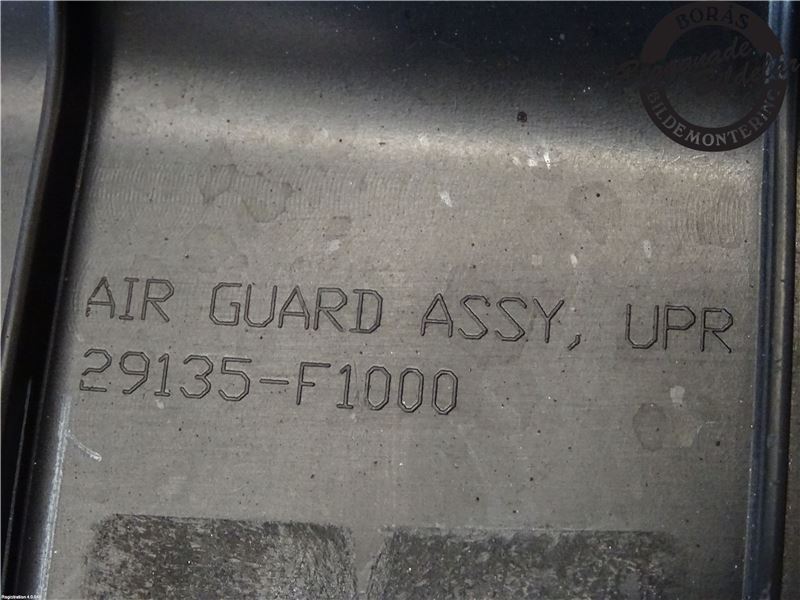 BORÅS
BILDEMONTERING
AIR GUARD ASSY, UPR
29135-F1000